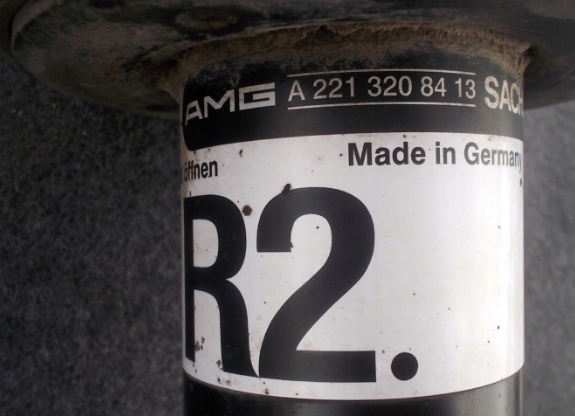 AMG A 221 320 84 13 SACH
öffnen Made in Germany
R2.